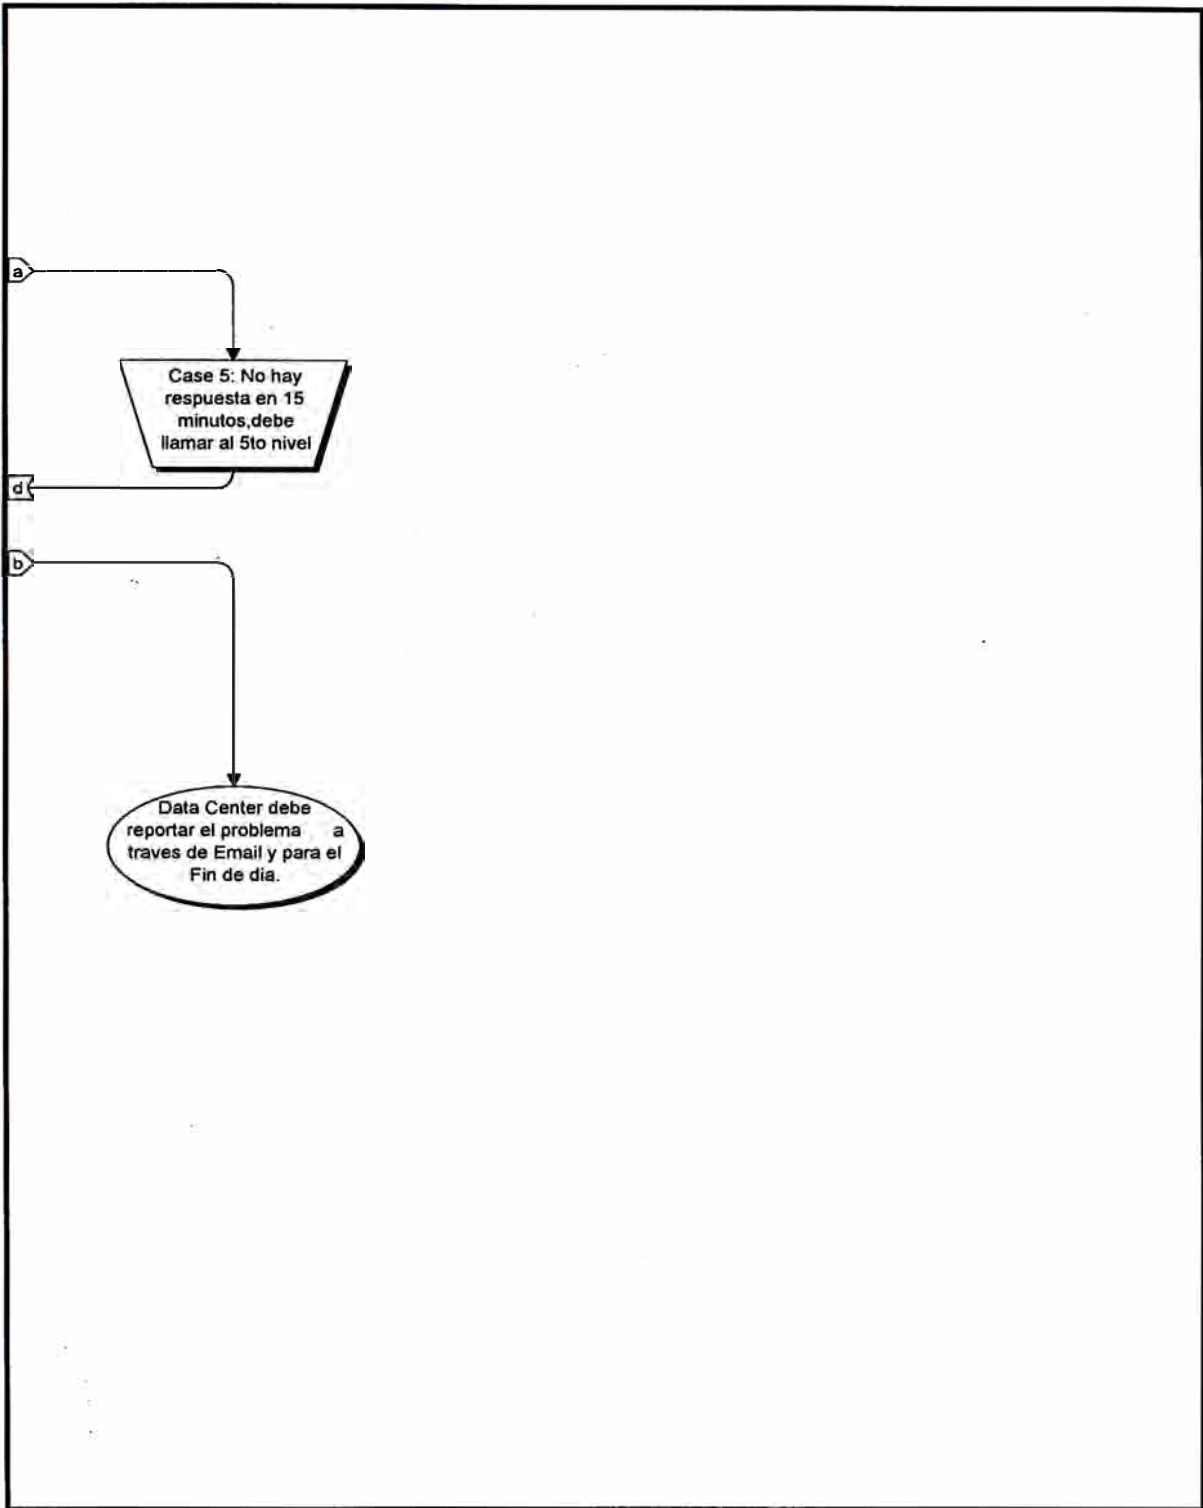 a
Case 5: No hay
respuesta en 15
minutos,debe
llamar al 5to nivel
d
b
Data Center debe
reportar el problema a
traves de Email y para el
Fin de dia.